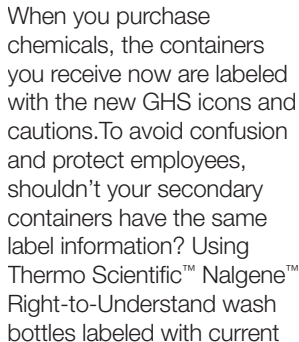 When you purchase
chemicals, the containers
you receive now are labeled
with the new GHS icons and
cautions.To avoid confusion
and protect employees,
shouldn’t your secondary
containers have the same
label information? Using
Thermo Scientific™ Nalgene™
Right-to-Understand wash
bottles labeled with current